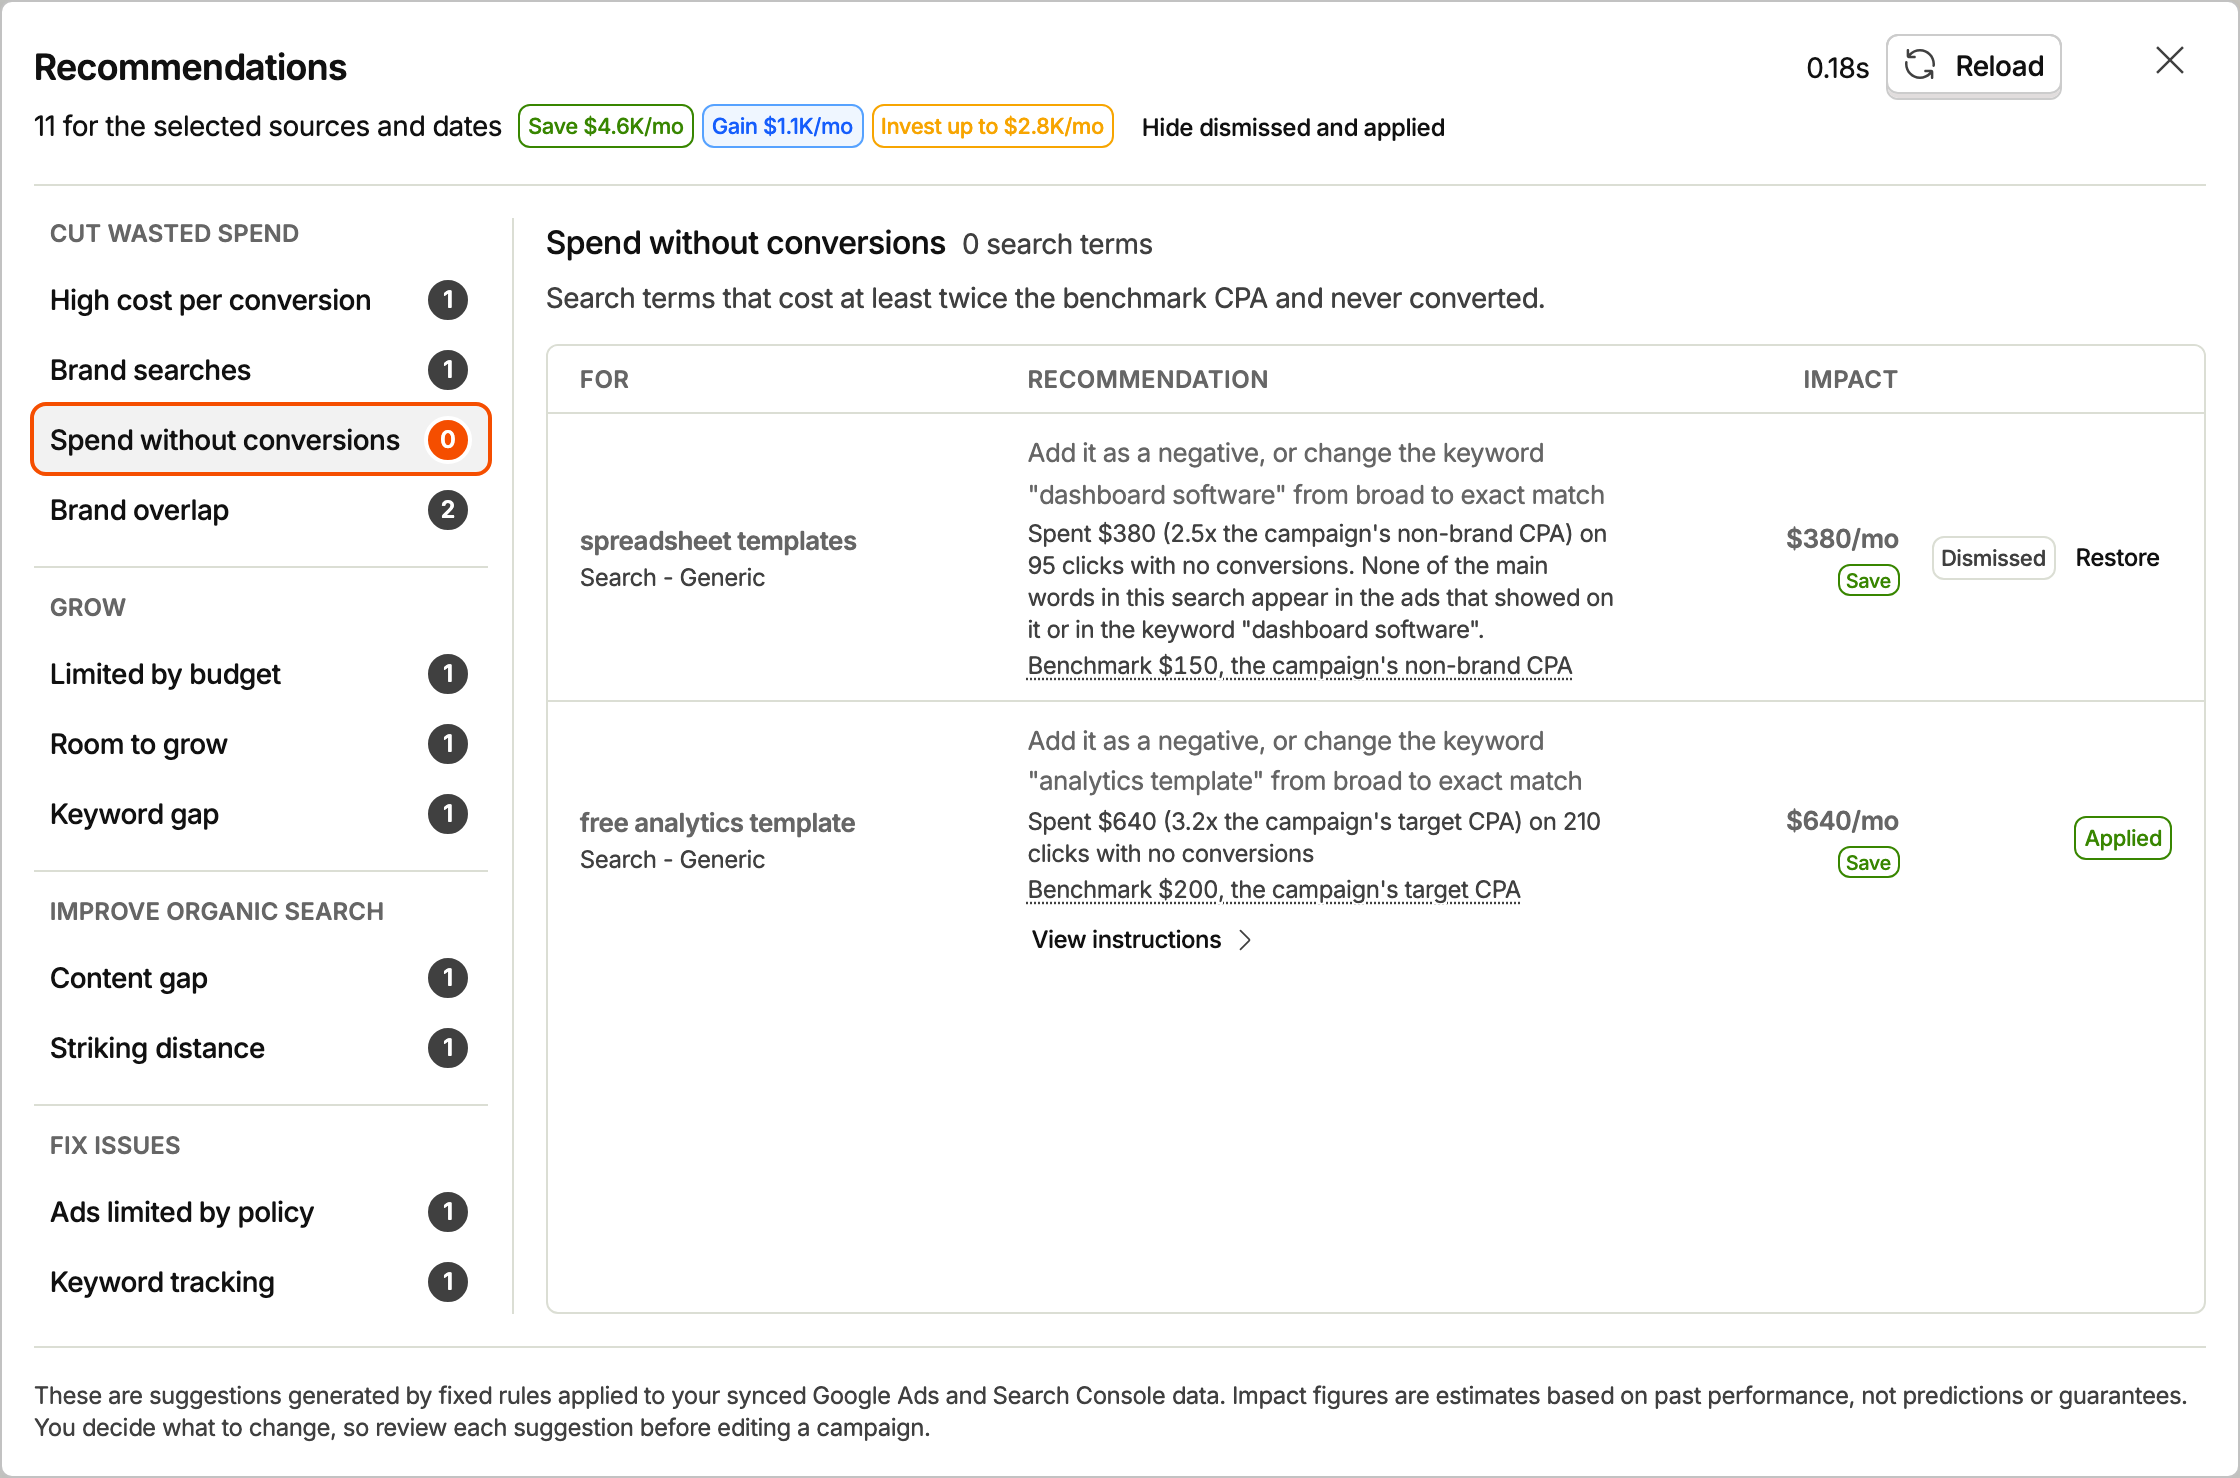 Recommendations
0.18s
Reload
11 for the selected sources and dates
Save $4.6K/mo
Gain $1.1K/mo
Invest up to $2.8K/mo
Hide dismissed and applied
CUT WASTED SPEND
High cost per conversion 1
Brand searches 1
Spend without conversions 0
Brand overlap 2
GROW
Limited by budget 1
Room to grow 1
Keyword gap 1
IMPROVE ORGANIC SEARCH
Content gap 1
Striking distance 1
FIX ISSUES
Ads limited by policy 1
Keyword tracking 1
Spend without conversions 0 search terms
Search terms that cost at least twice the benchmark CPA and never converted.
FOR
RECOMMENDATION
IMPACT
spreadsheet templates
Search - Generic
Add it as a negative, or change the keyword
"dashboard software" from broad to exact match
Spent $380 (2.5x the campaign's non-brand CPA) on
95 clicks with no conversions. None of the main
words in this search appear in the ads that showed on
it or in the keyword "dashboard software".
Benchmark $150, the campaign's non-brand CPA
$380/mo
Save
Dismissed
Restore
free analytics template
Search - Generic
Add it as a negative, or change the keyword
"analytics template" from broad to exact match
Spent $640 (3.2x the campaign's target CPA) on 210
clicks with no conversions
Benchmark $200, the campaign's target CPA
View instructions
$640/mo
Save
Applied
These are suggestions generated by fixed rules applied to your synced Google Ads and Search Console data. Impact figures are estimates based on past performance, not predictions or guarantees.
You decide what to change, so review each suggestion before editing a campaign.